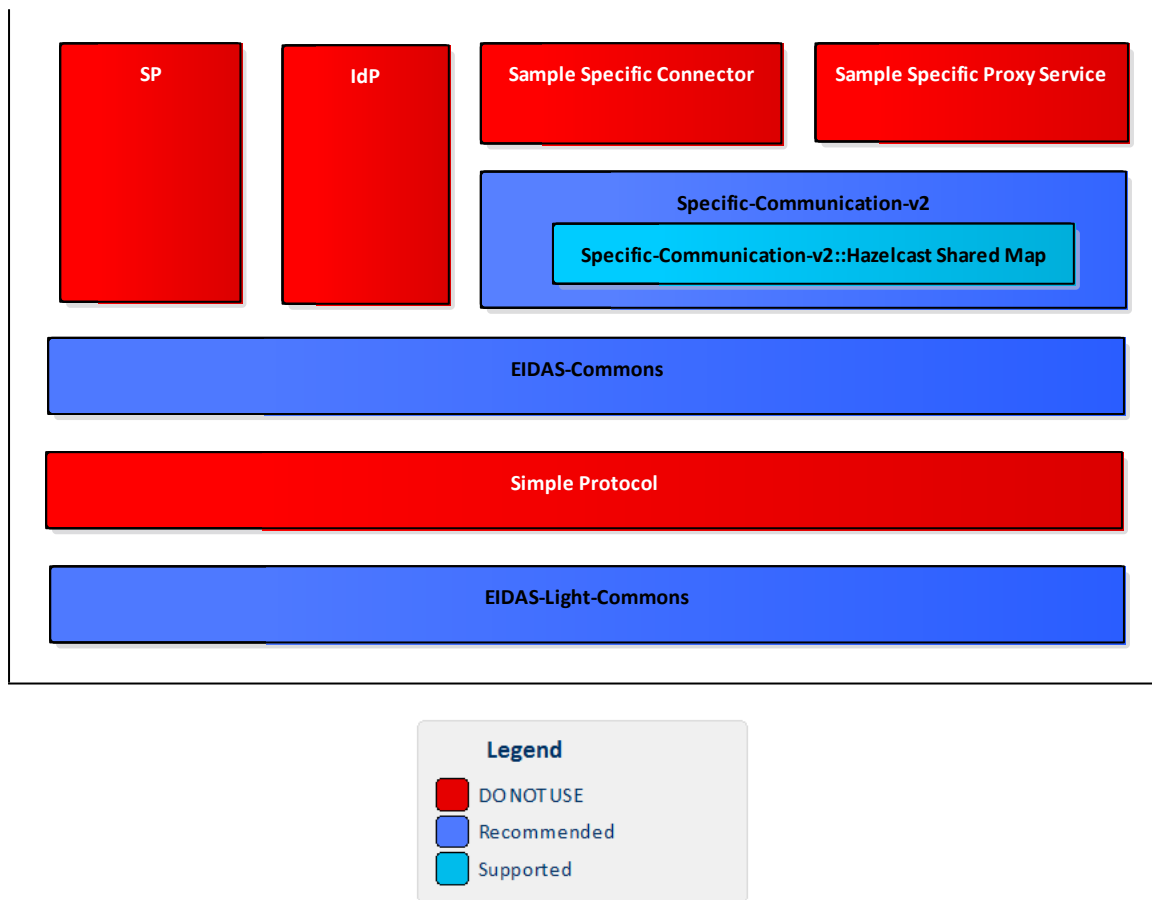 SP
IdP
Sample Specific Connector
Sample Specific Proxy Service
Specific-Communication-v2
Specific-Communication-v2::Hazelcast Shared Map
EIDAS-Commons
Simple Protocol
EIDAS-Light-Commons
Legend
DO NOT USE
Recommended
Supported